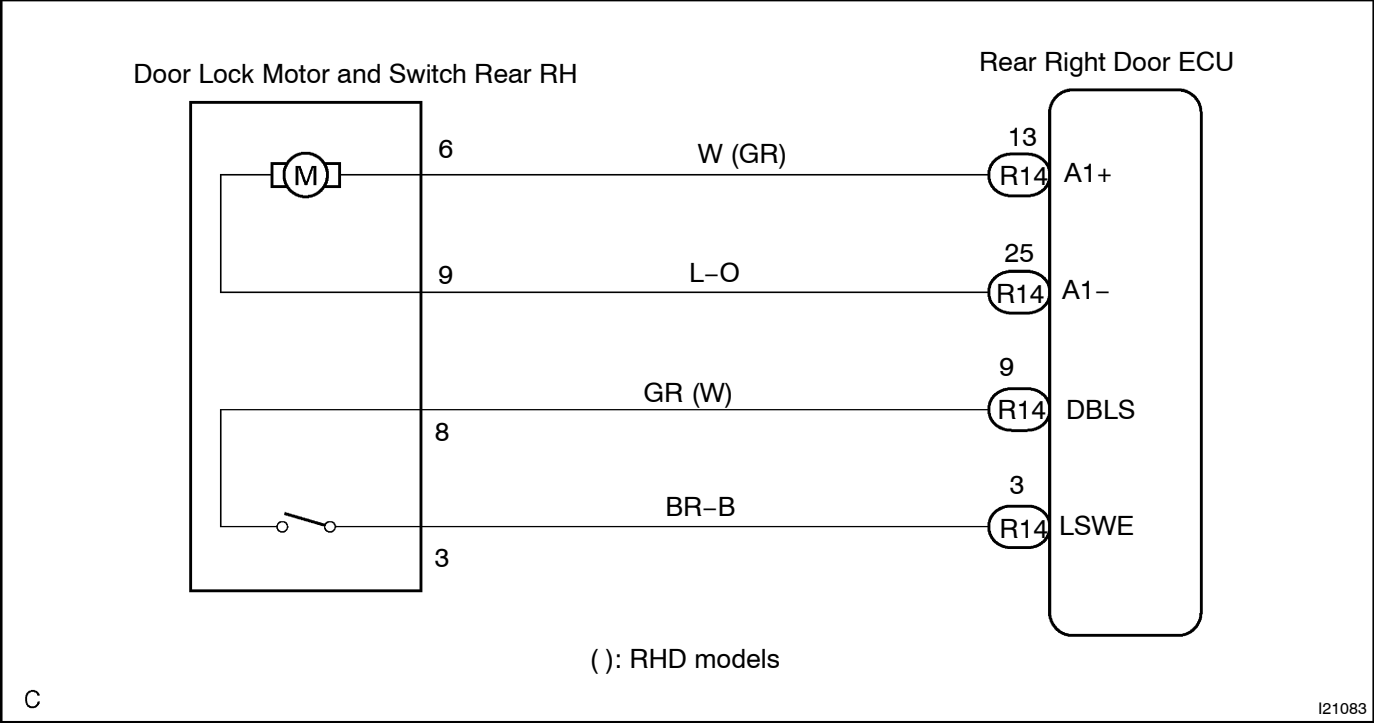 Door Lock Motor and Switch Rear RH
Rear Right Door ECU
M
6
W (GR)
13
R14
A1+
9
L−O
25
R14
A1−
8
GR (W)
9
R14
DBLS
3
BR−B
3
R14
LSWE
( ): RHD models
C
I21083